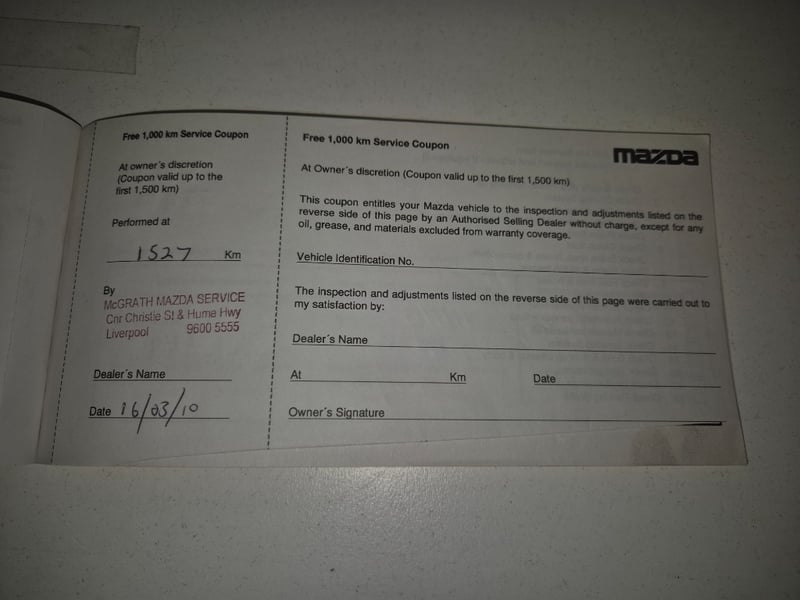 Free 1,000 km Service Coupon
At owner´s discretion
(Coupon valid up to the
first 1,500 km)
Performed at
1527 Km
By
McGRATH MAZDA SERVICE
Cnr Christie St & Hume Hwy
Liverpool 9600 5555
Dealer´s Name
Date 16/03/10
Free 1,000 km Service Coupon
mazda
At Owner´s discretion (Coupon valid up to the first 1,500 km)
This coupon entitles your Mazda vehicle to the inspection and adjustments listed on the
reverse side of this page by an Authorised Selling Dealer without charge, except for any
oil, grease, and materials excluded from warranty coverage.
Vehicle Identification No.
The inspection and adjustments listed on the reverse side of this page were carried out to
my satisfaction by:
Dealer´s Name
At Km Date
Owner´s Signature